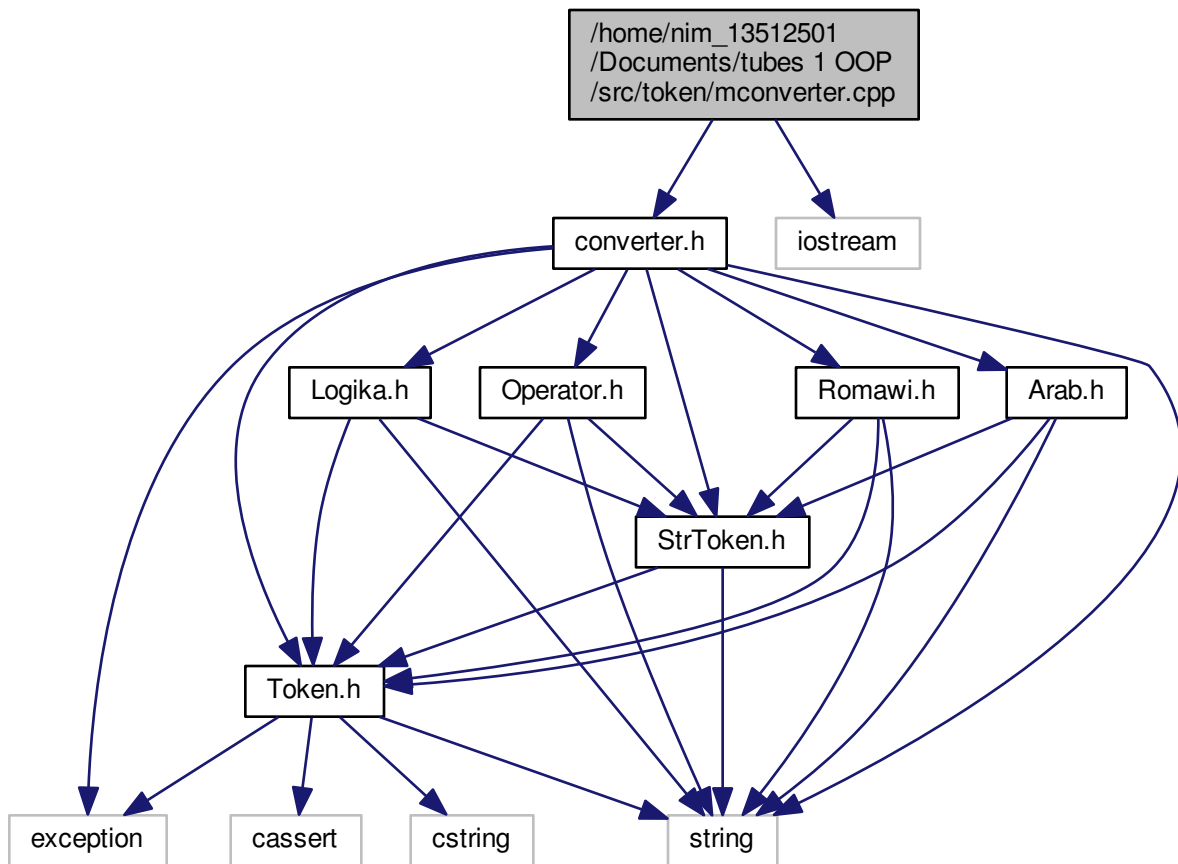 /home/nim_13512501
/Documents/tubes 1 OOP
/src/token/mconverter.cpp
converter.h
iostream
Logika.h
Operator.h
Romawi.h
Arab.h
StrToken.h
Token.h
exception
cassert
cstring
string